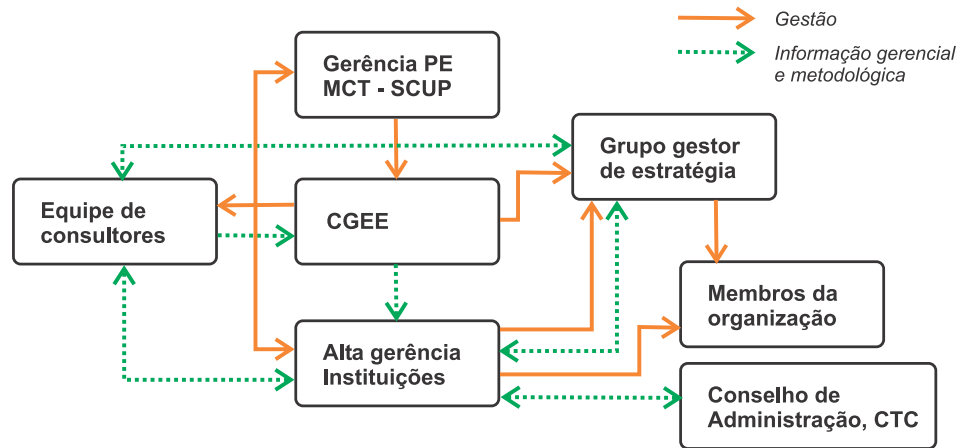 Gestão
Informação gerencial
e metodológica
Gerência PE
MCT - SCUP
Grupo gestor
de estratégia
Equipe de
consultores
CGEE
Membros da
organização
Alta gerência
Instituições
Conselho de
Administração, CTC